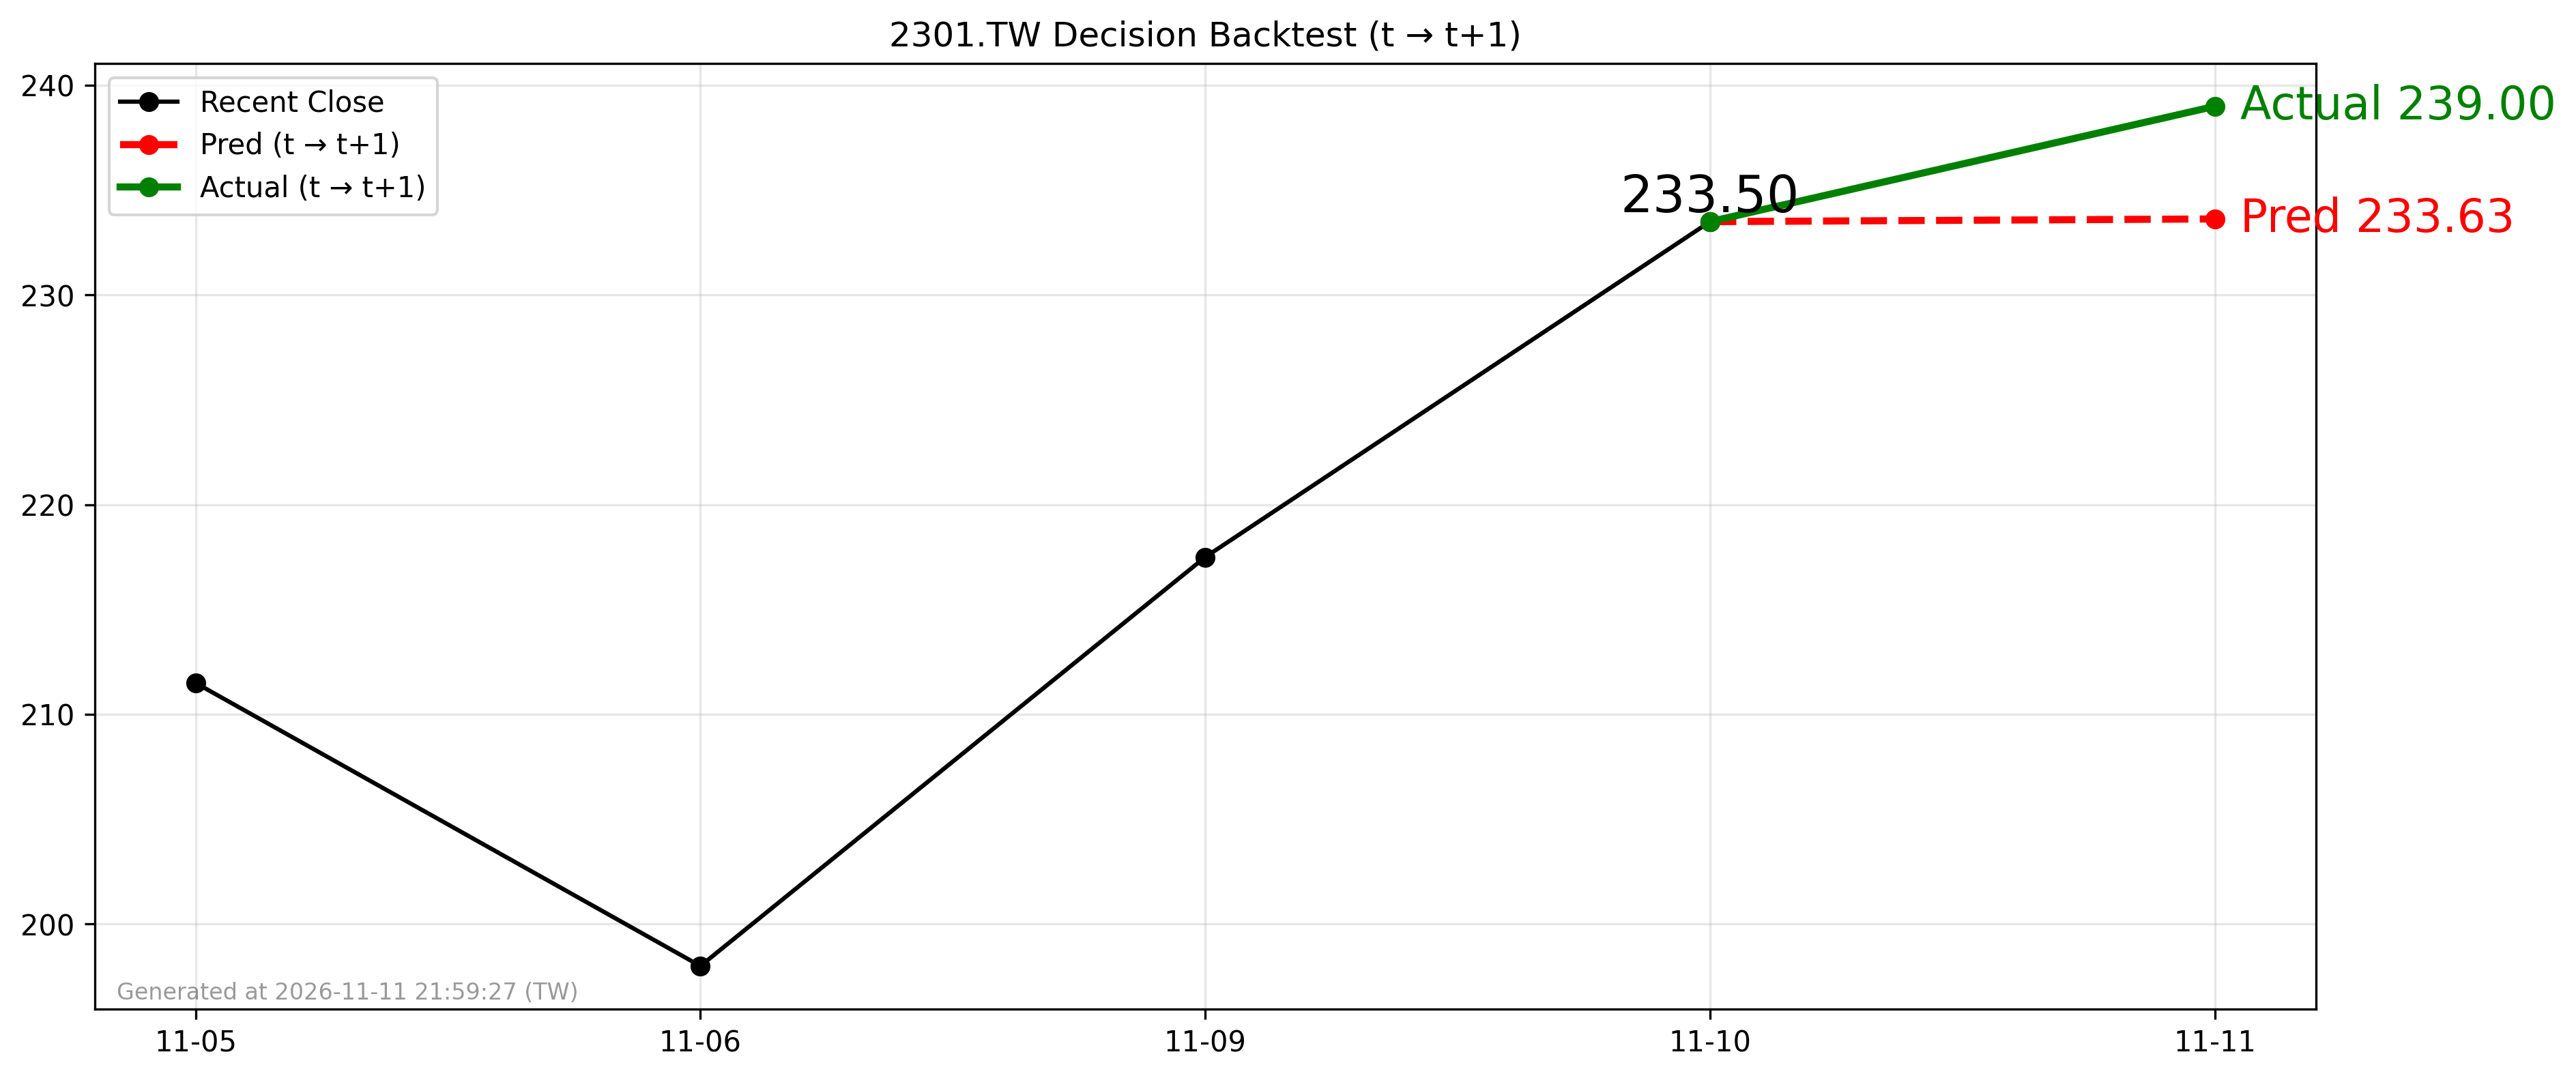 2301.TW Decision Backtest (t → t+1)
240
230
220
210
200
Recent Close
Pred (t → t+1)
Actual (t → t+1)
233.50
Actual 239.00
Pred 233.63
Generated at 2026-11-11 21:59:27 (TW)
11-05
11-06
11-09
11-10
11-11